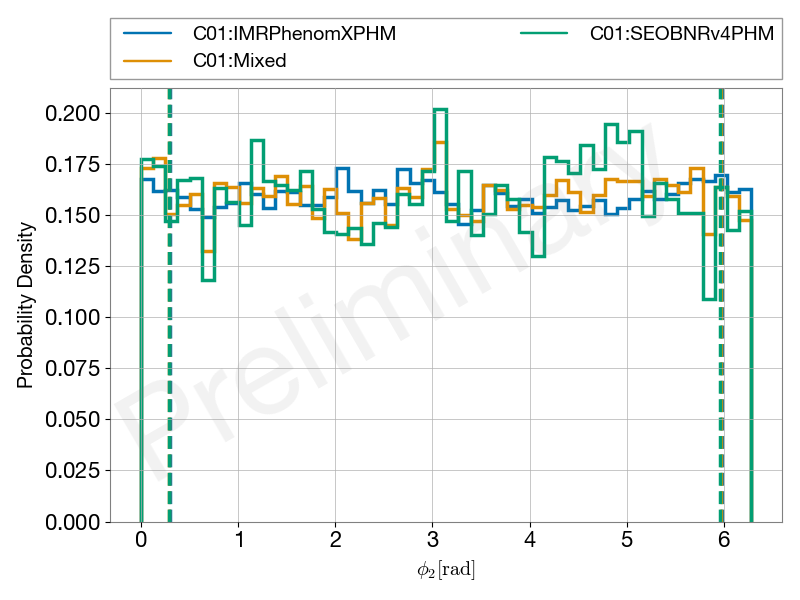 C01:IMRPhenomXPHM
C01:Mixed
C01:SEOBNRv4PHM
0.200
0.175
0.150
0.125
0.100
0.075
0.050
0.025
0.000
Probability Density
Preliminary
0 1 2 3 4 5 6
ϕ₂[rad]